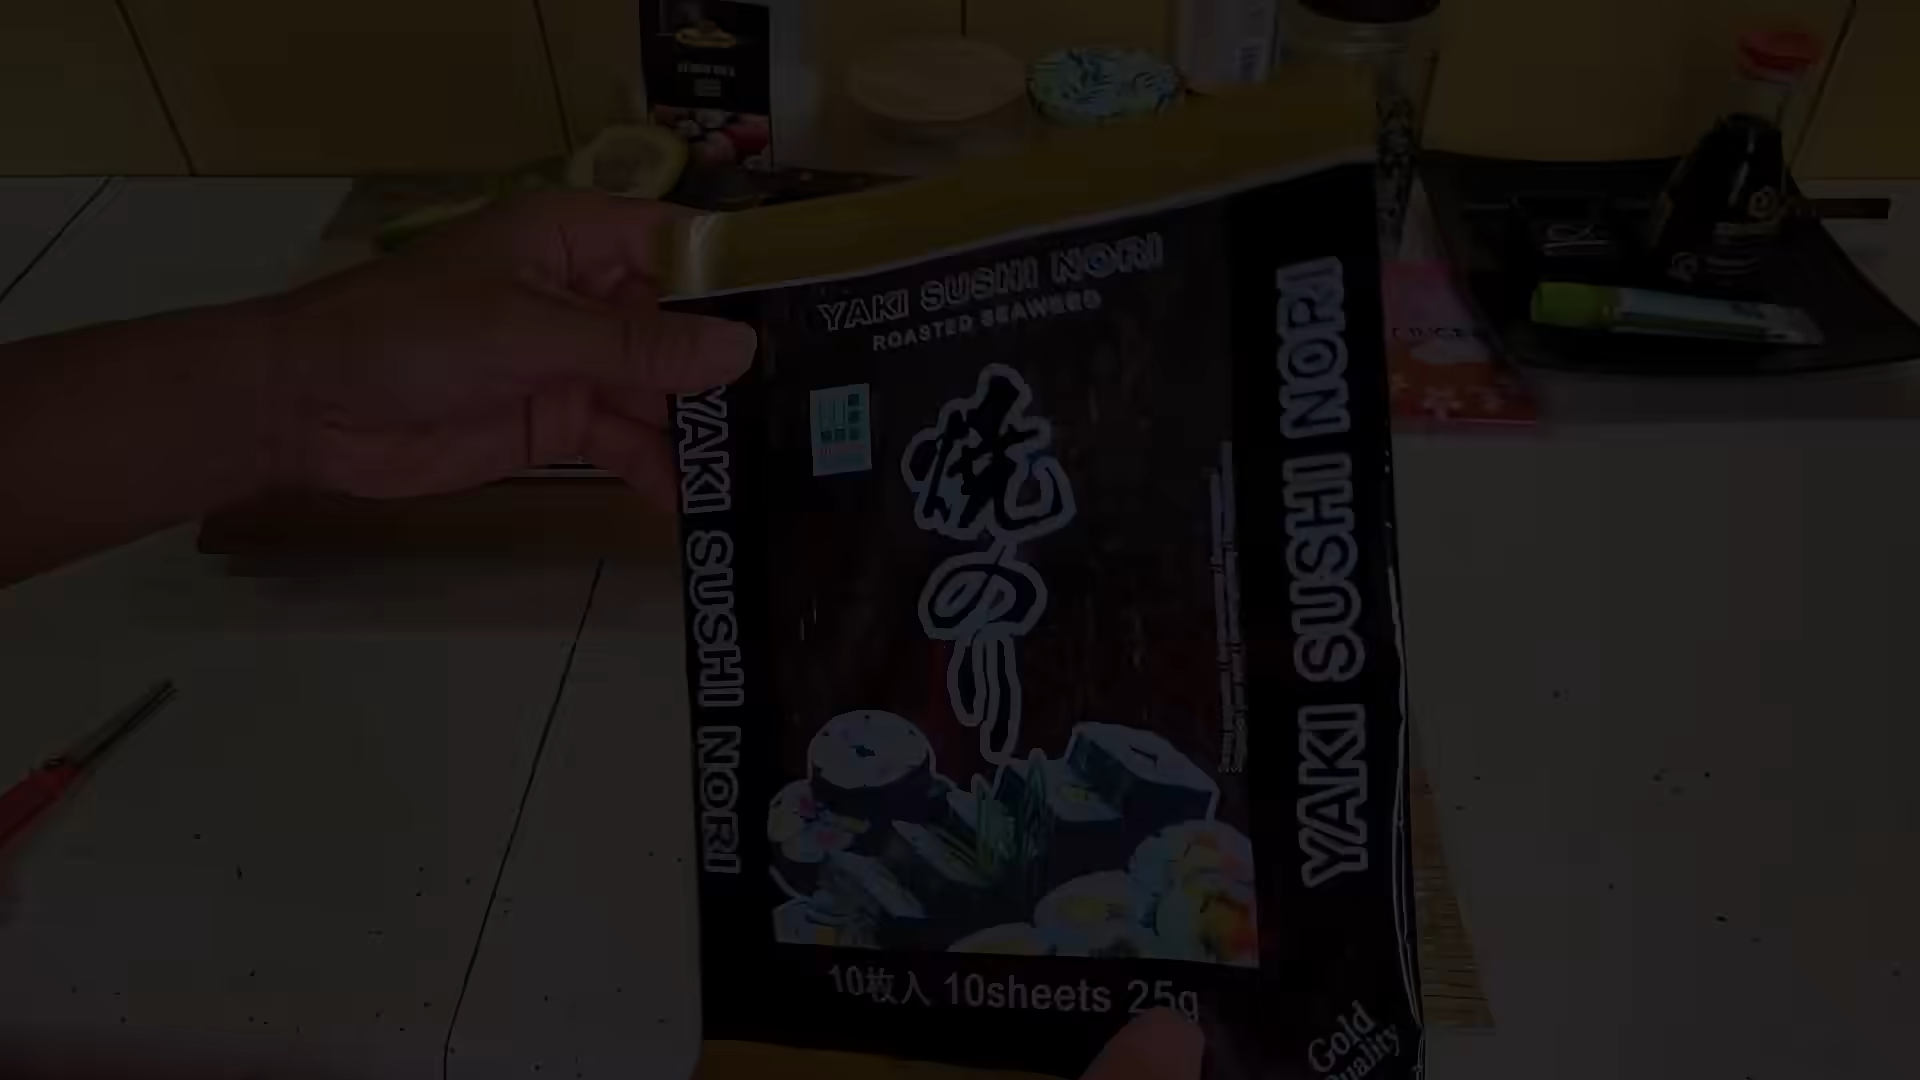 YAKI SUSHI NORI
ROASTED SEAWEED
YAKI SUSHI NORI
焼のり
YAKI SUSHI NORI
10枚入 10sheets 25g
Gold
Quality